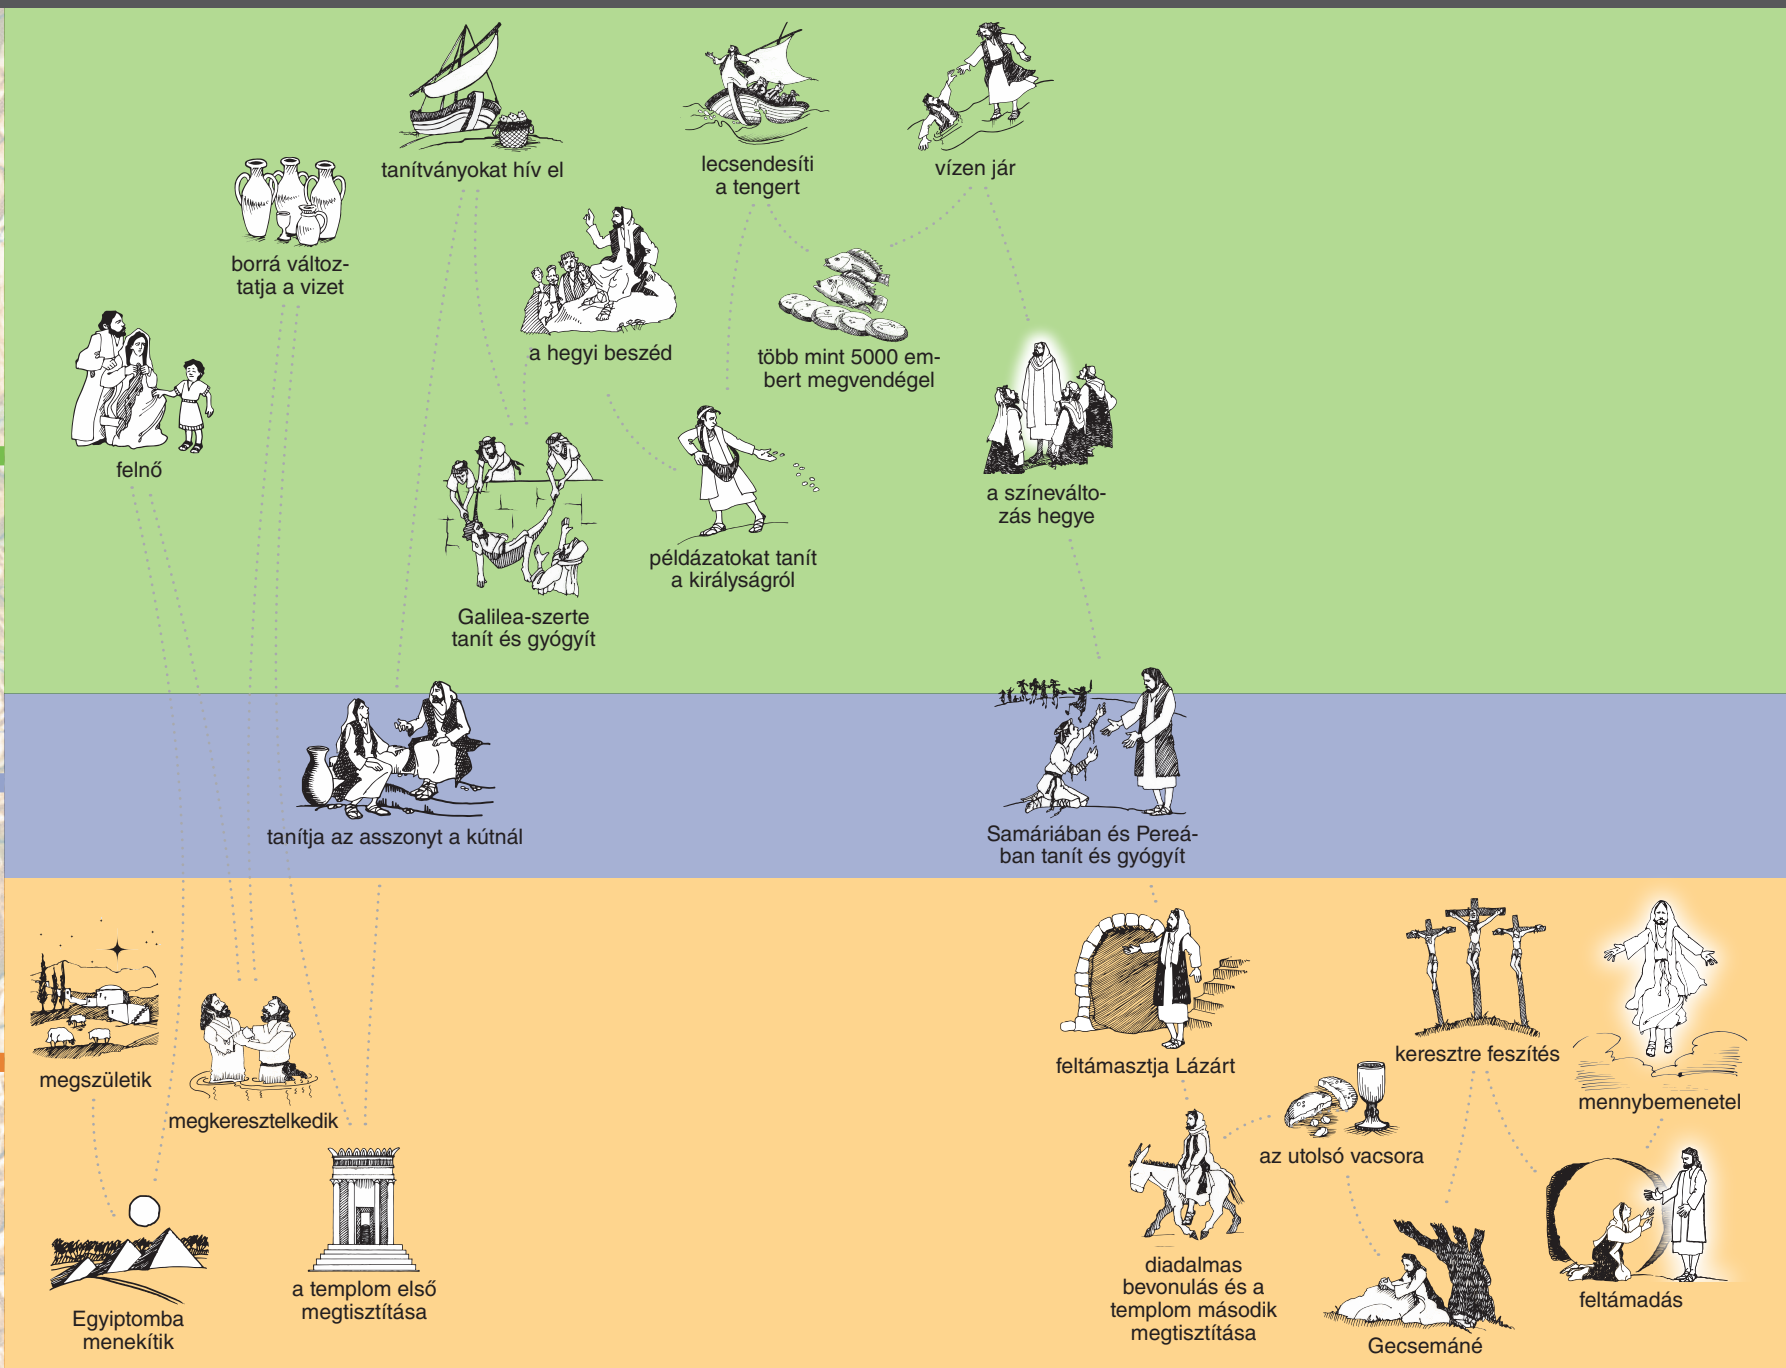 tanítványokat hív el
lecsendesíti
a tengert
vízen jár
borrá változ-
tatja a vizet
a hegyi beszéd
több mint 5000 em-
bert megvendégel
felnő
a színeválto-
zás hegye
példázatokat tanít
a királyságról
Galilea-szerte
tanít és gyógyít
tanítja az asszonyt a kútnál
Samáriában és Pereá-
ban tanít és gyógyít
megszületik
megkeresztelkedik
feltámasztja Lázárt
keresztre feszítés
mennybemenetel
az utolsó vacsora
Egyiptomba
menekítik
a templom első
megtisztítása
diadalmas
bevonulás és a
templom második
megtisztítása
Gecsemáné
feltámadás